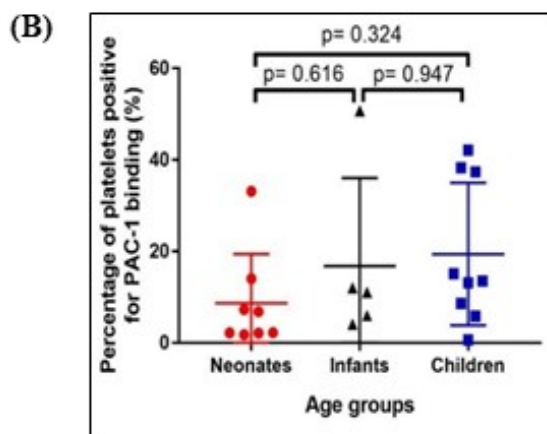 (B)
p= 0.324
p= 0.616
p= 0.947
Percentage of platelets positive
for PAC-1 binding (%)
60
40
20
0
Neonates
Infants
Children
Age groups